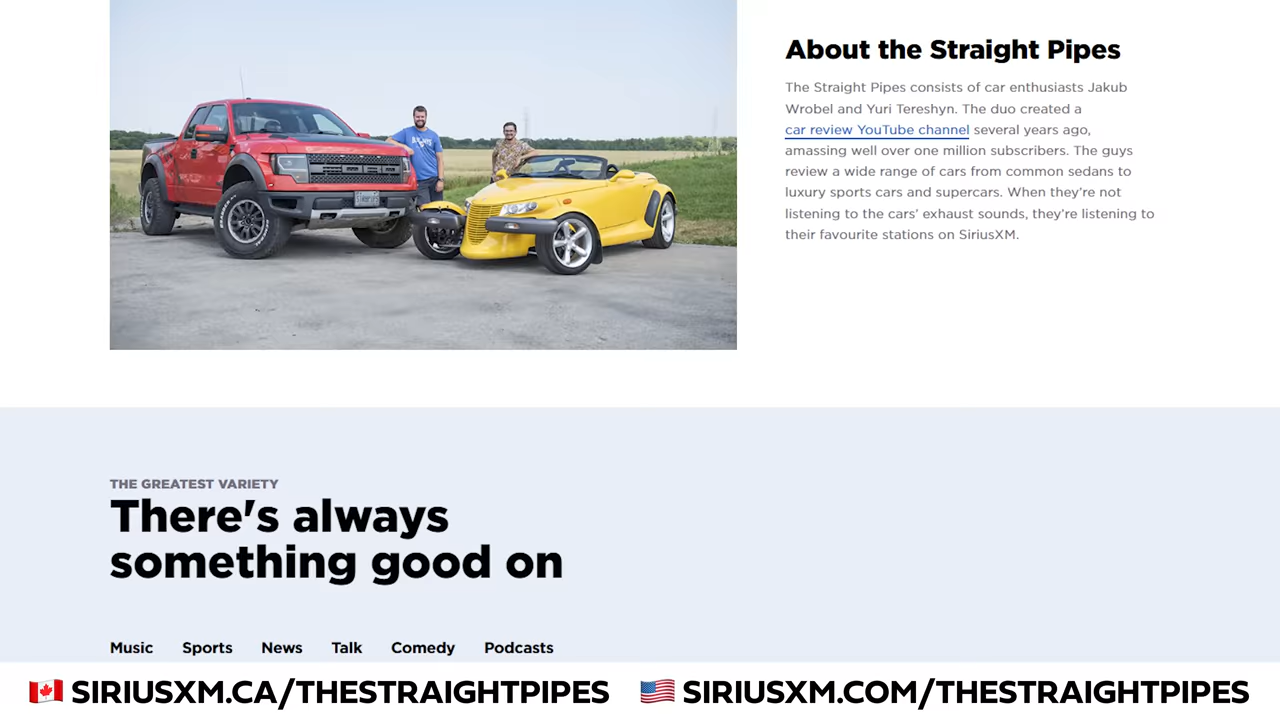 About the Straight Pipes
The Straight Pipes consists of car enthusiasts Jakub
Wrobel and Yuri Tereshyn. The duo created a
car review YouTube channel several years ago,
amassing well over one million subscribers. The guys
review a wide range of cars from common sedans to
luxury sports cars and supercars. When they’re not
listening to the cars’ exhaust sounds, they’re listening to
their favourite stations on SiriusXM.
THE GREATEST VARIETY
There's always
something good on
Music Sports News Talk Comedy Podcasts
SIRIUSXM.CA/THESTRAIGHTPIPES SIRIUSXM.COM/THESTRAIGHTPIPES